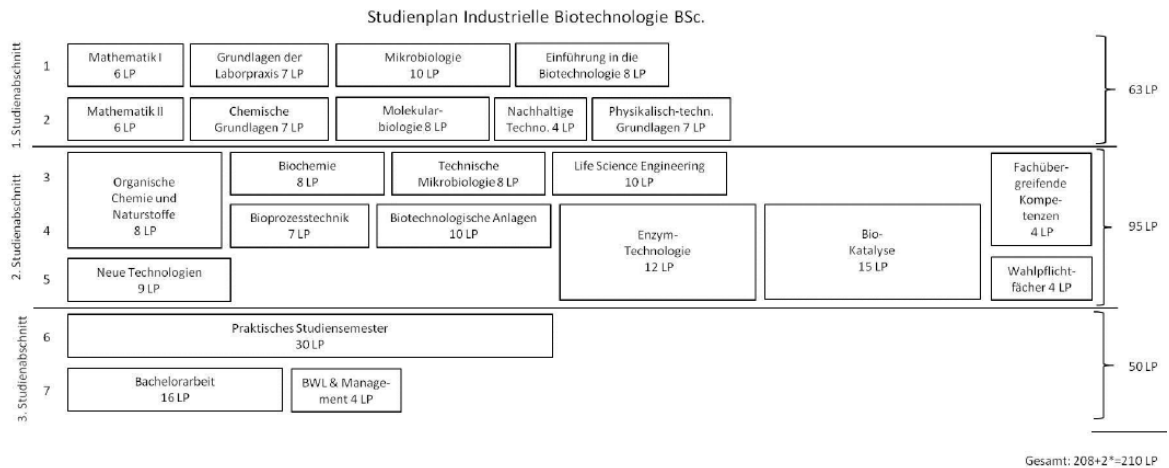 Studienplan Industrielle Biotechnologie BSc.
1. Studienabschnitt
1
Mathematik I
6 LP
Grundlagen der
Laborpraxis 7 LP
Mikrobiologie
10 LP
Einführung in die
Biotechnologie 8 LP
2
Mathematik II
6 LP
Chemische
Grundlagen 7 LP
Molekular-
biologie 8 LP
Nachhaltige
Techno. 4 LP
Physikalisch-techn.
Grundlagen 7 LP
63 LP
2. Studienabschnitt
3
Organische
Chemie und
Naturstoffe
8 LP
Biochemie
8 LP
Technische
Mikrobiologie 8 LP
Life Science Engineering
10 LP
Fachüber-
greifende
Kompe-
tenzen
4 LP
4
Bioprozesstechnik
7 LP
Biotechnologische Anlagen
10 LP
Enzym-
Technologie
12 LP
Bio-
Katalyse
15 LP
95 LP
5
Neue Technologien
9 LP
Wahlpflicht-
fächer 4 LP
3. Studienabschnitt
6
Praktisches Studiensemester
30 LP
7
Bachelorarbeit
16 LP
BWL & Manage-
ment 4 LP
50 LP
Gesamt: 208+2*=210 LP